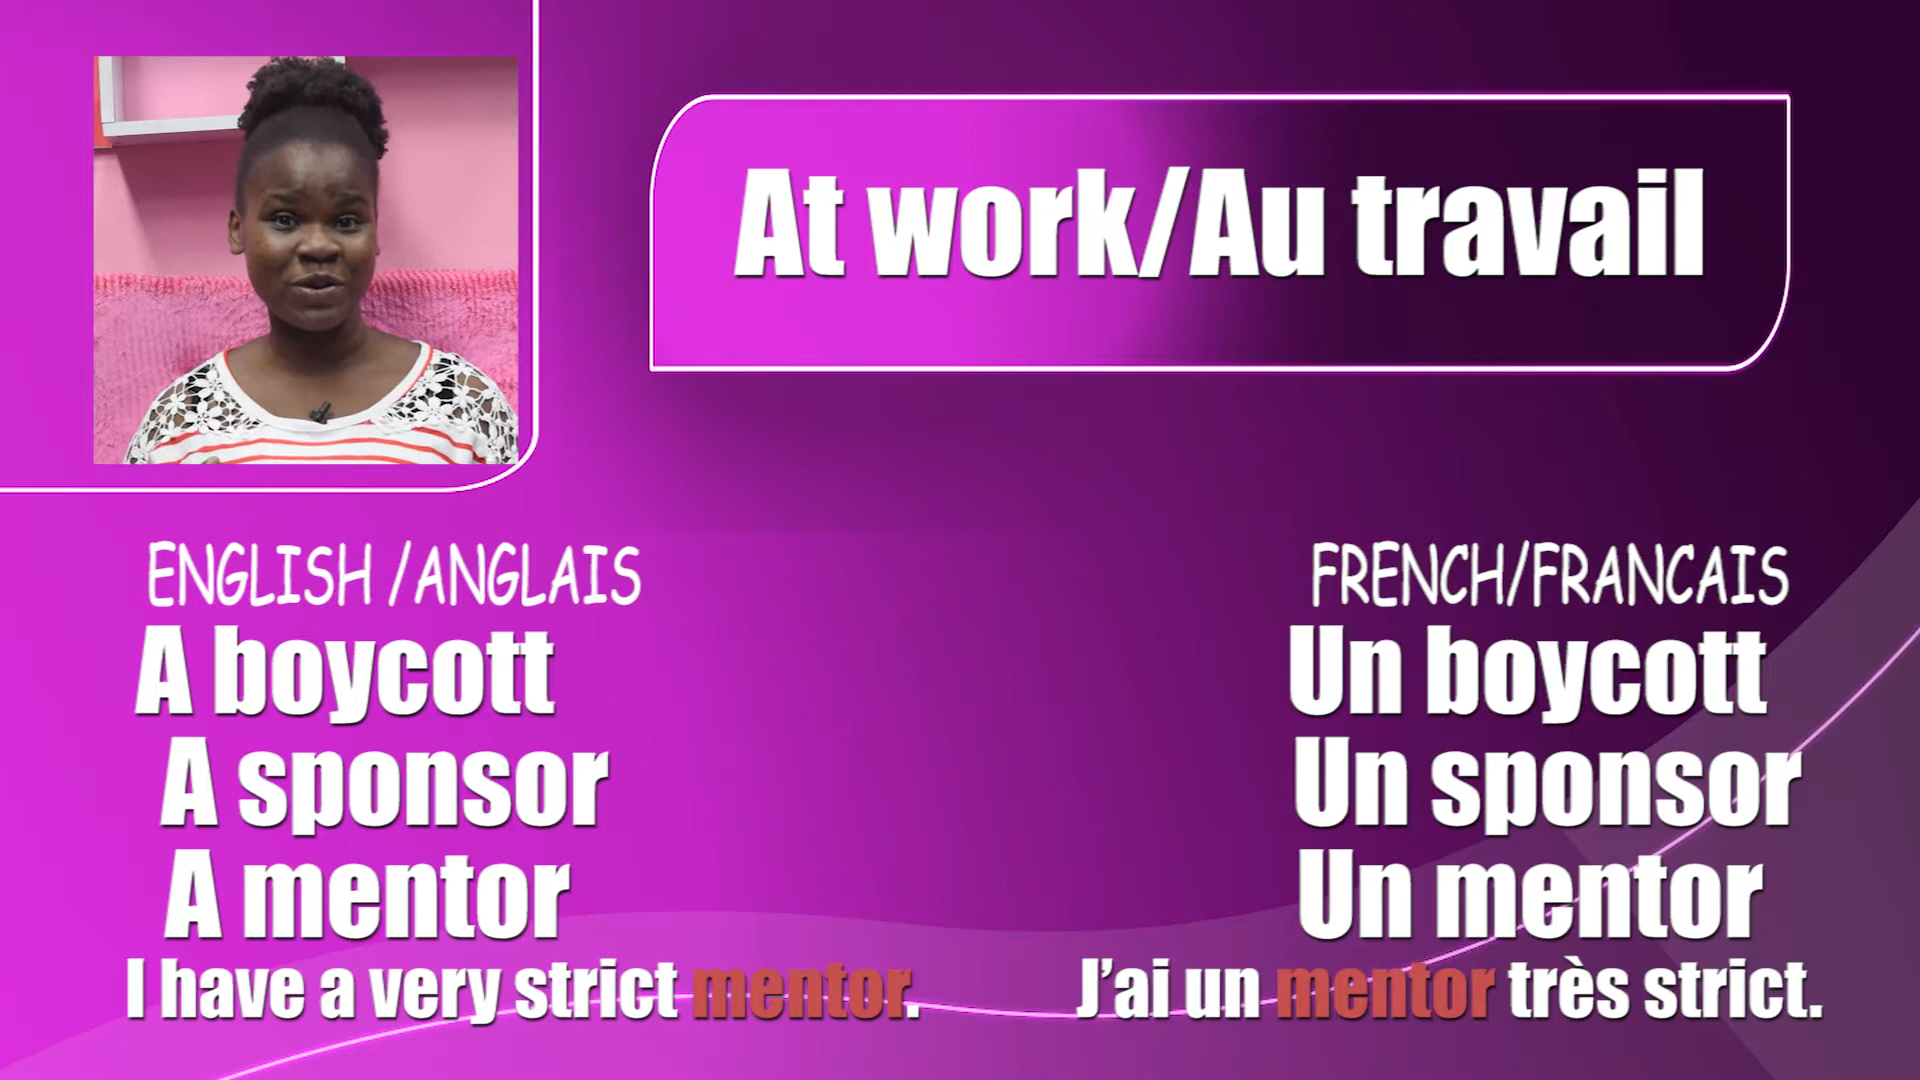 At work/Au travail
ENGLISH /ANGLAIS
A boycott
A sponsor
A mentor
I have a very strict mentor.
FRENCH/FRANCAIS
Un boycott
Un sponsor
Un mentor
J'ai un mentor très strict.